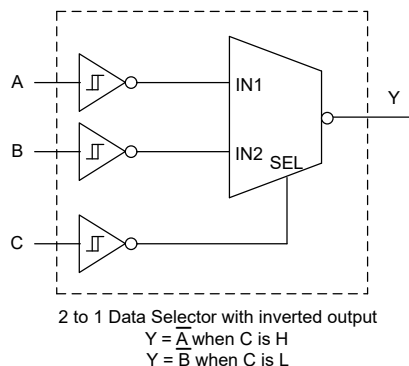 A
IN1
Y
B
IN2
SEL
C
2 to 1 Data Selector with inverted output
Y = A̅ when C is H
Y = B̅ when C is L